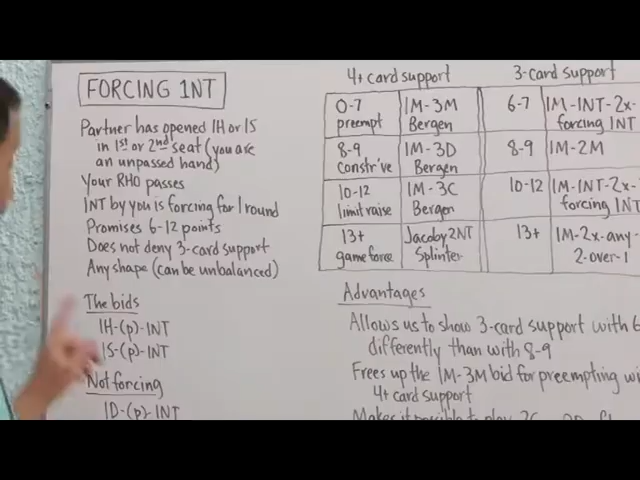 FORCING 1NT
Partner has opened 1H or 1S
in 1st or 2nd seat (you are
an unpassed hand)
Your RHO passes
1NT by you is forcing for 1 round
Promises 6-12 points
Does not deny 3-card support
Any shape (can be unbalanced)
The bids
1H-(p)-1NT
1S-(p)-1NT
Not forcing
1D-(p)-1NT
4+ card support
0-7 preempt 1M-3M Bergen
8-9 constr've 1M-3D Bergen
10-12 limit raise 1M-3C Bergen
13+ game force Jacoby 2NT Splinter
3-card support
6-7 1M-1NT-2x- forcing 1NT
8-9 1M-2M
10-12 1M-1NT-2x- forcing 1NT
13+ 1M-2x-any- 2-over-1
Advantages
Allows us to show 3-card support with 6
differently than with 8-9
Frees up the 1M-3M bid for preempting wi
4+ card support
Makes it possible to play 2C